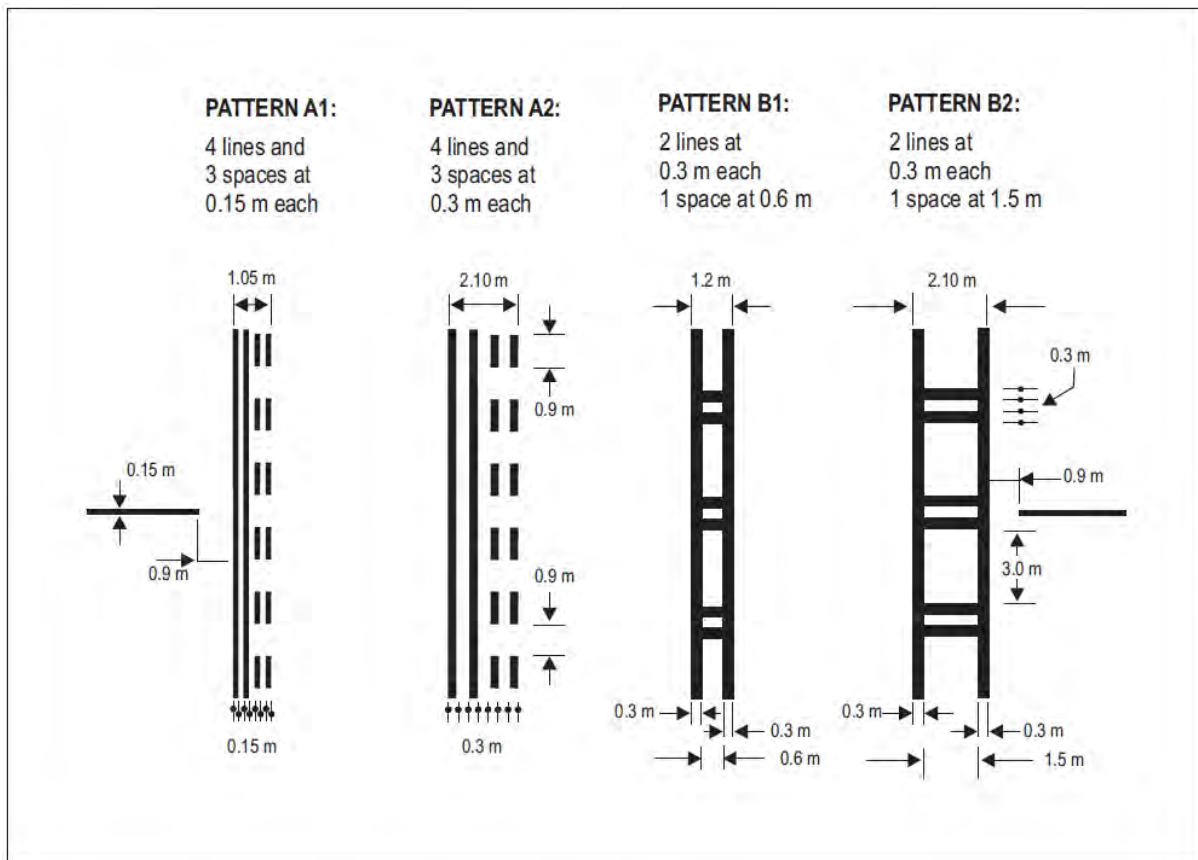 PATTERN A1:
4 lines and
3 spaces at
0.15 m each
PATTERN A2:
4 lines and
3 spaces at
0.3 m each
PATTERN B1:
2 lines at
0.3 m each
1 space at 0.6 m
PATTERN B2:
2 lines at
0.3 m each
1 space at 1.5 m
1.05 m
2.10 m
1.2 m
2.10 m
0.3 m
0.9 m
0.15 m
0.9 m
0.9 m
0.9 m
3.0 m
0.15 m
0.3 m
0.3 m
0.3 m
0.6 m
0.3 m
0.3 m
1.5 m